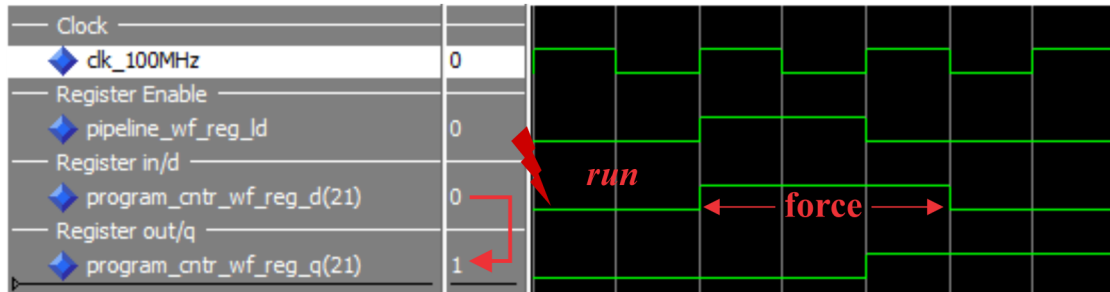 Clock
clk_100MHz 0
Register Enable
pipeline_wf_reg_ld 0
Register in/d
program_cntr_wf_reg_d(21) 0
run
force
Register out/q
program_cntr_wf_reg_q(21) 1